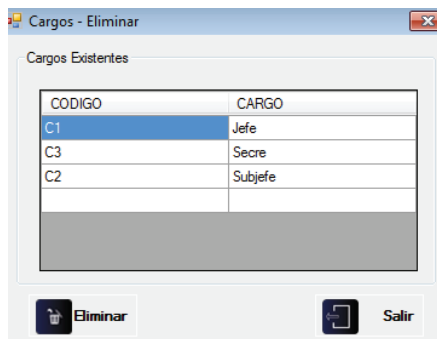 Cargos - Eliminar
Cargos Existentes
CODIGO CARGO
C1 Jefe
C3 Secre
C2 Subjefe
Eliminar Salir